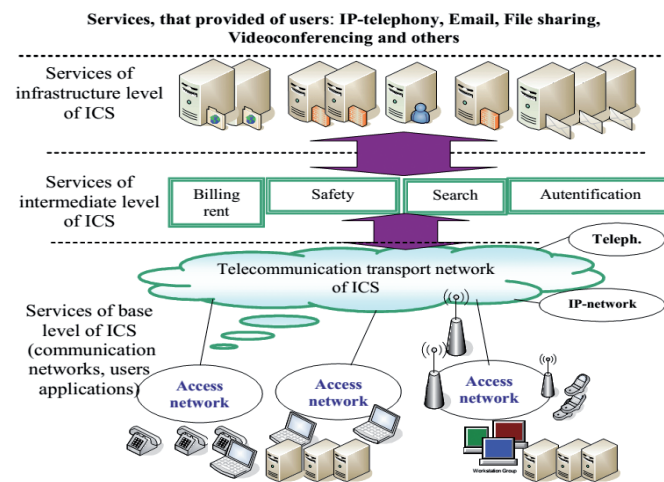 Services, that provided of users: IP-telephony, Email, File sharing,
Videoconferencing and others
Services of
infrastructure level
of ICS
Services of
intermediate level
of ICS
Billing
rent
Safety
Search
Autentification
Teleph.
Telecommunication transport network
of ICS
IP-network
Services of base
level of ICS
(communication
networks, users
applications)
Access
network
Access
network
Access
network
Workstation Group